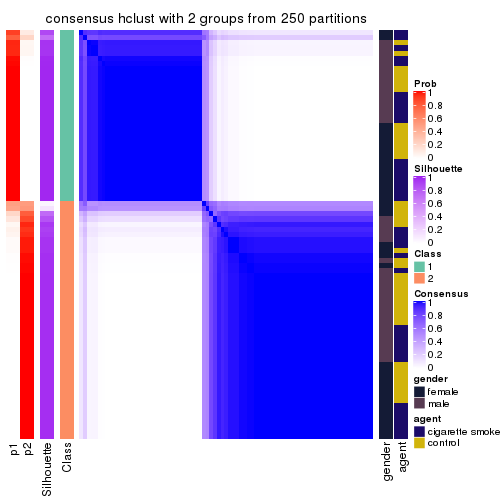 consensus hclust with 2 groups from 250 partitions
Prob
1
0.8
0.6
0.4
0.2
0
Silhouette
1
0.8
0.6
0.4
0.2
0
Class
1
2
Consensus
1
0.8
0.6
0.4
0.2
0
gender
female
male
agent
cigarette smoke
control
p1
p2
Silhouette
Class
gender
agent